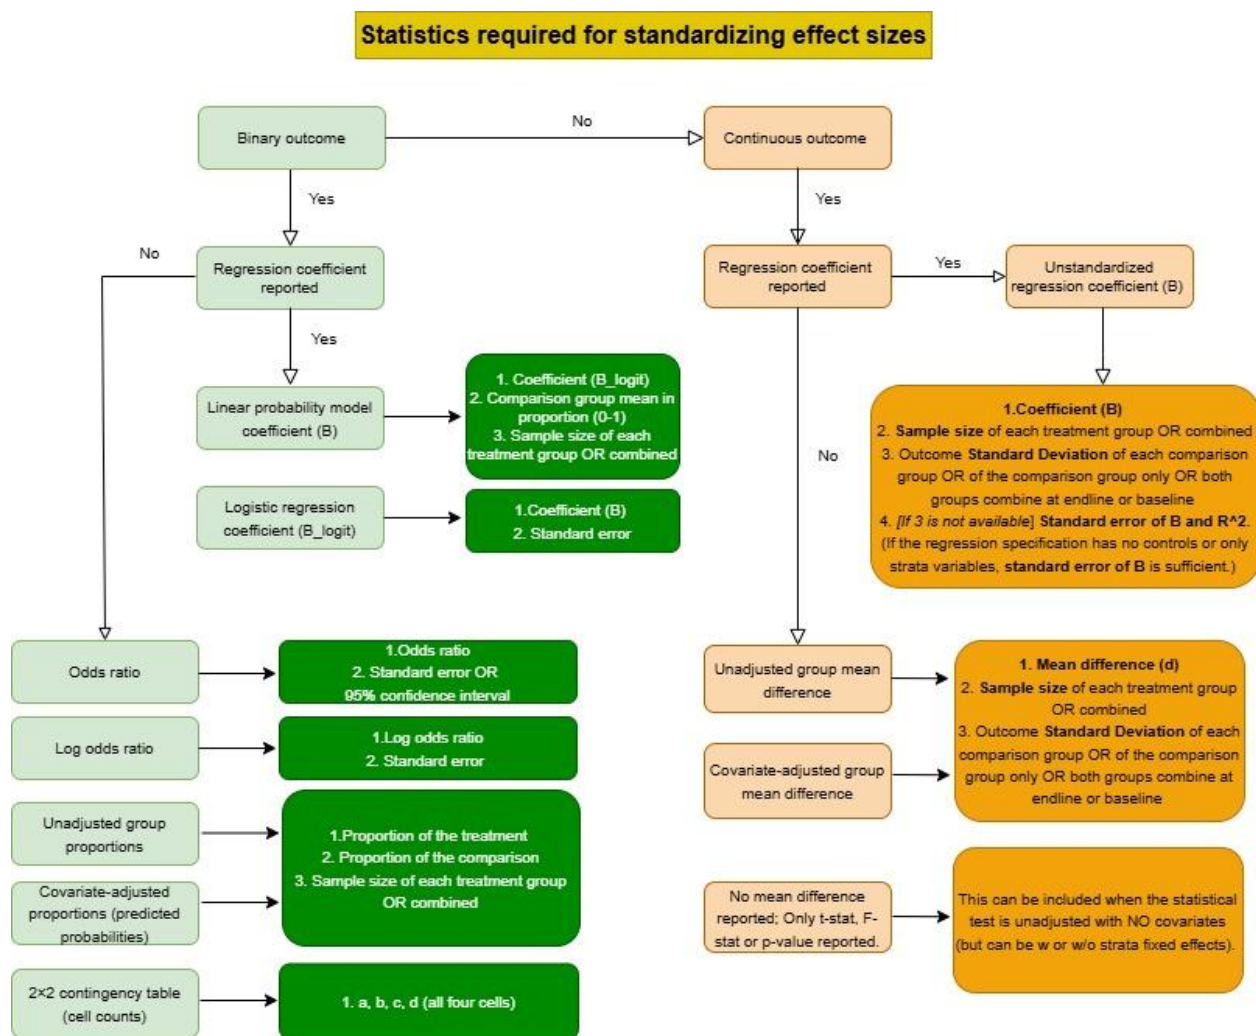 Statistics required for standardizing effect sizes
Binary outcome
No
Continuous outcome
Yes
Yes
No
Regression coefficient
reported
Regression coefficient
reported
Yes
Unstandardized
regression coefficient (B)
Yes
Linear probability model
coefficient (B)
1. Coefficient (B_logit)
2. Comparison group mean in
proportion (0-1)
3. Sample size of each
treatment group OR combined
Logistic regression
coefficient (B_logit)
1.Coefficient (B)
2. Standard error
No
1.Coefficient (B)
2. Sample size of each treatment group OR combined
3. Outcome Standard Deviation of each comparison
group OR of the comparison group only OR both
groups combine at endline or baseline
4. [If 3 is not available] Standard error of B and R^2.
(If the regression specification has no controls or only
strata variables, standard error of B is sufficient.)
Odds ratio
1.Odds ratio
2. Standard error OR
95% confidence interval
Log odds ratio
1.Log odds ratio
2. Standard error
Unadjusted group
proportions
Covariate-adjusted
proportions (predicted
probabilities)
1.Proportion of the treatment
2. Proportion of the comparison
3. Sample size of each treatment group
OR combined
2×2 contingency table
(cell counts)
1. a, b, c, d (all four cells)
Unadjusted group mean
difference
Covariate-adjusted group
mean difference
1. Mean difference (d)
2. Sample size of each treatment group
OR combined
3. Outcome Standard Deviation of each
comparison group OR of the comparison
group only OR both groups combine at
endline or baseline
No mean difference
reported; Only t-stat, F-
stat or p-value reported.
This can be included when the statistical
test is unadjusted with NO covariates
(but can be w or w/o strata fixed effects).